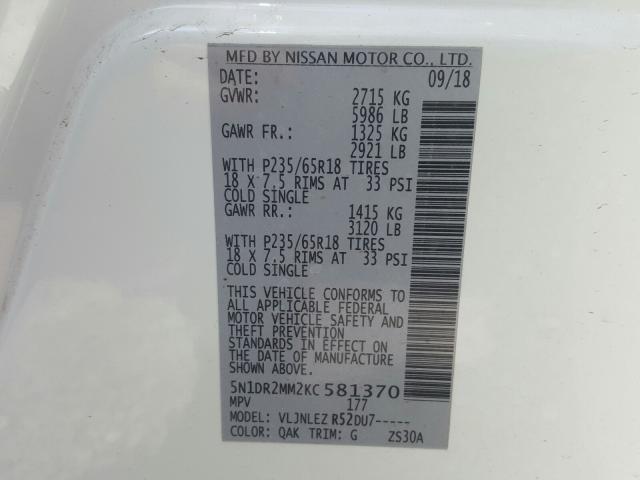 MFD BY NISSAN MOTOR CO., LTD.
DATE: 09/18
GVWR: 2715 KG
5986 LB
GAWR FR.: 1325 KG
2921 LB
WITH P235/65R18 TIRES
18 X 7.5 RIMS AT 33 PSI
COLD SINGLE
GAWR RR.: 1415 KG
3120 LB
WITH P235/65R18 TIRES
18 X 7.5 RIMS AT 33 PSI
COLD SINGLE
THIS VEHICLE CONFORMS TO
ALL APPLICABLE FEDERAL
MOTOR VEHICLE SAFETY AND
THEFT PREVENTION
STANDARDS IN EFFECT ON
THE DATE OF MANUFACTURE
SHOWN ABOVE.
5N1DR2MM2KC581370
MPV 177
MODEL: VLJNLEZ R52DU7-----
COLOR: QAK TRIM: G ZS30A